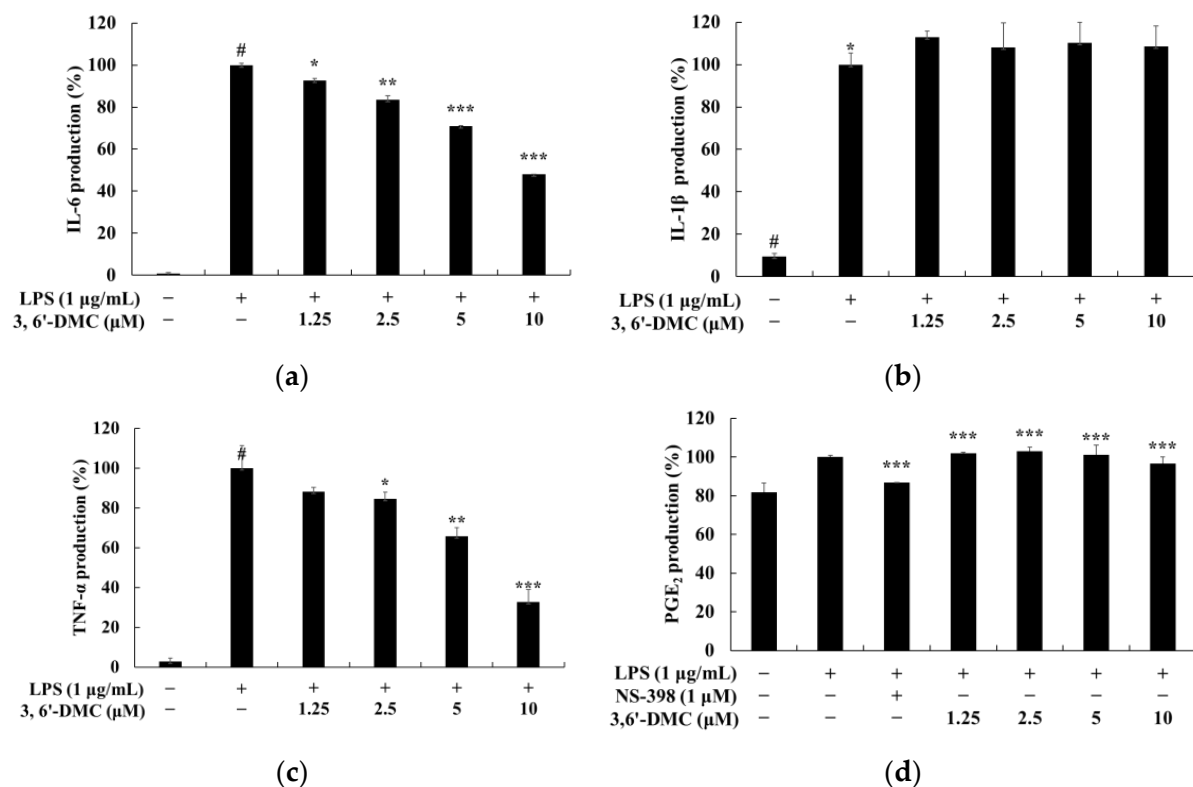 120
100
80
60
40
20
0
IL-6 production (%)
#
*
**
***
***
LPS (1 μg/mL) − + + + + +
3, 6'-DMC (μM) − − 1.25 2.5 5 10
(a)
120
100
80
60
40
20
0
IL-1β production (%)
#
*
LPS (1 μg/mL) − + + + + +
3, 6'-DMC (μM) − − 1.25 2.5 5 10
(b)
120
100
80
60
40
20
0
TNF-α production (%)
#
*
**
***
LPS (1 μg/mL) − + + + + +
3, 6'-DMC (μM) − − 1.25 2.5 5 10
(c)
120
100
80
60
40
20
0
PGE₂ production (%)
***
***
***
***
***
LPS (1 μg/mL) − + + + + + +
NS-398 (1 μM) − − + − − − −
3,6'-DMC (μM) − − − 1.25 2.5 5 10
(d)